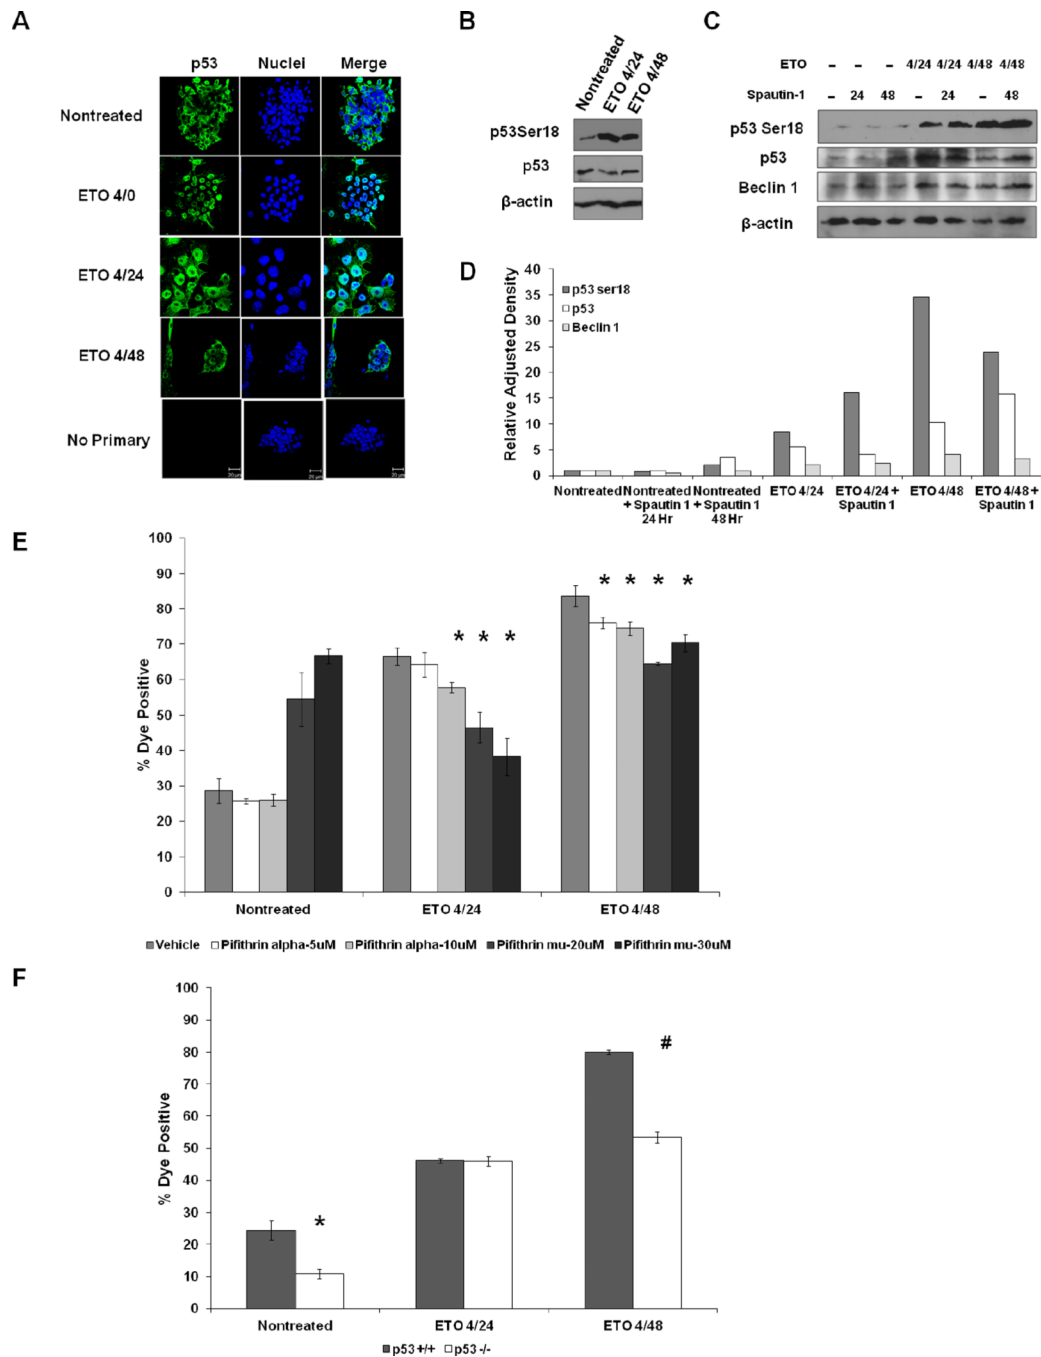 A
p53 Nuclei Merge
Nontreated
ETO 4/0
ETO 4/24
ETO 4/48
No Primary
20 µm 20 µm 20 µm
B
Nontreated ETO 4/24 ETO 4/48
p53Ser18
p53
β-actin
C
ETO – – – 4/24 4/24 4/48 4/48
Spautin-1 – 24 48 – 24 – 48
p53 Ser18
p53
Beclin 1
β-actin
D
Relative Adjusted Density
40
35
30
25
20
15
10
5
0
p53 ser18
p53
Beclin 1
Nontreated Nontreated Nontreated ETO 4/24 ETO 4/24 + ETO 4/48 ETO 4/48 +
+ Spautin 1 + Spautin 1 Spautin 1 Spautin 1
24 Hr 48 Hr
E
% Dye Positive
100
90
80
70
60
50
40
30
20
10
0
* * *
* * * *
Nontreated ETO 4/24 ETO 4/48
Vehicle Pifithrin alpha-5uM Pifithrin alpha-10uM Pifithrin mu-20uM Pifithrin mu-30uM
F
% Dye Positive
100
90
80
70
60
50
40
30
20
10
0
*
#
Nontreated ETO 4/24 ETO 4/48
p53 +/+ p53 -/-